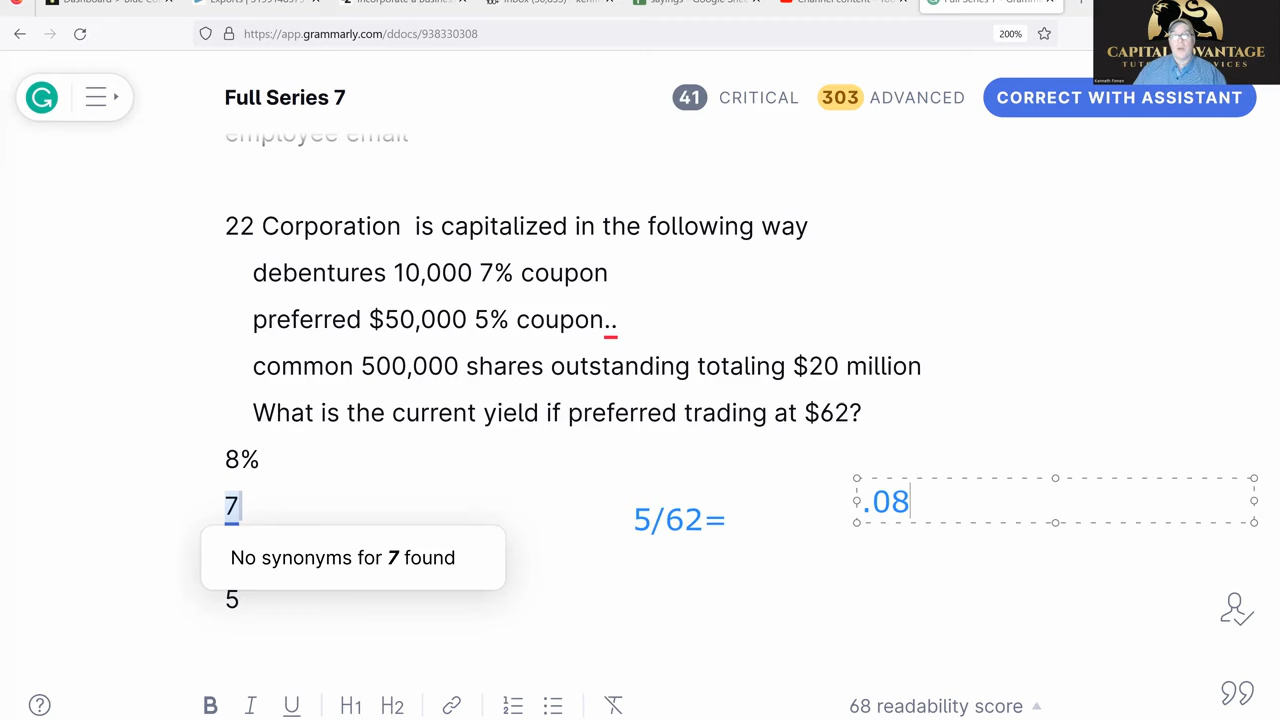 https://app.grammarly.com/ddocs/938330308
200%
CAPITAL ADVANTAGE
Full Series 7
41 CRITICAL
303 ADVANCED
CORRECT WITH ASSISTANT
employee email
22 Corporation is capitalized in the following way
debentures 10,000 7% coupon
preferred $50,000 5% coupon..
common 500,000 shares outstanding totaling $20 million
What is the current yield if preferred trading at $62?
8%
7
5/62=
.08
No synonyms for 7 found
5
B I U H1 H2
68 readability score